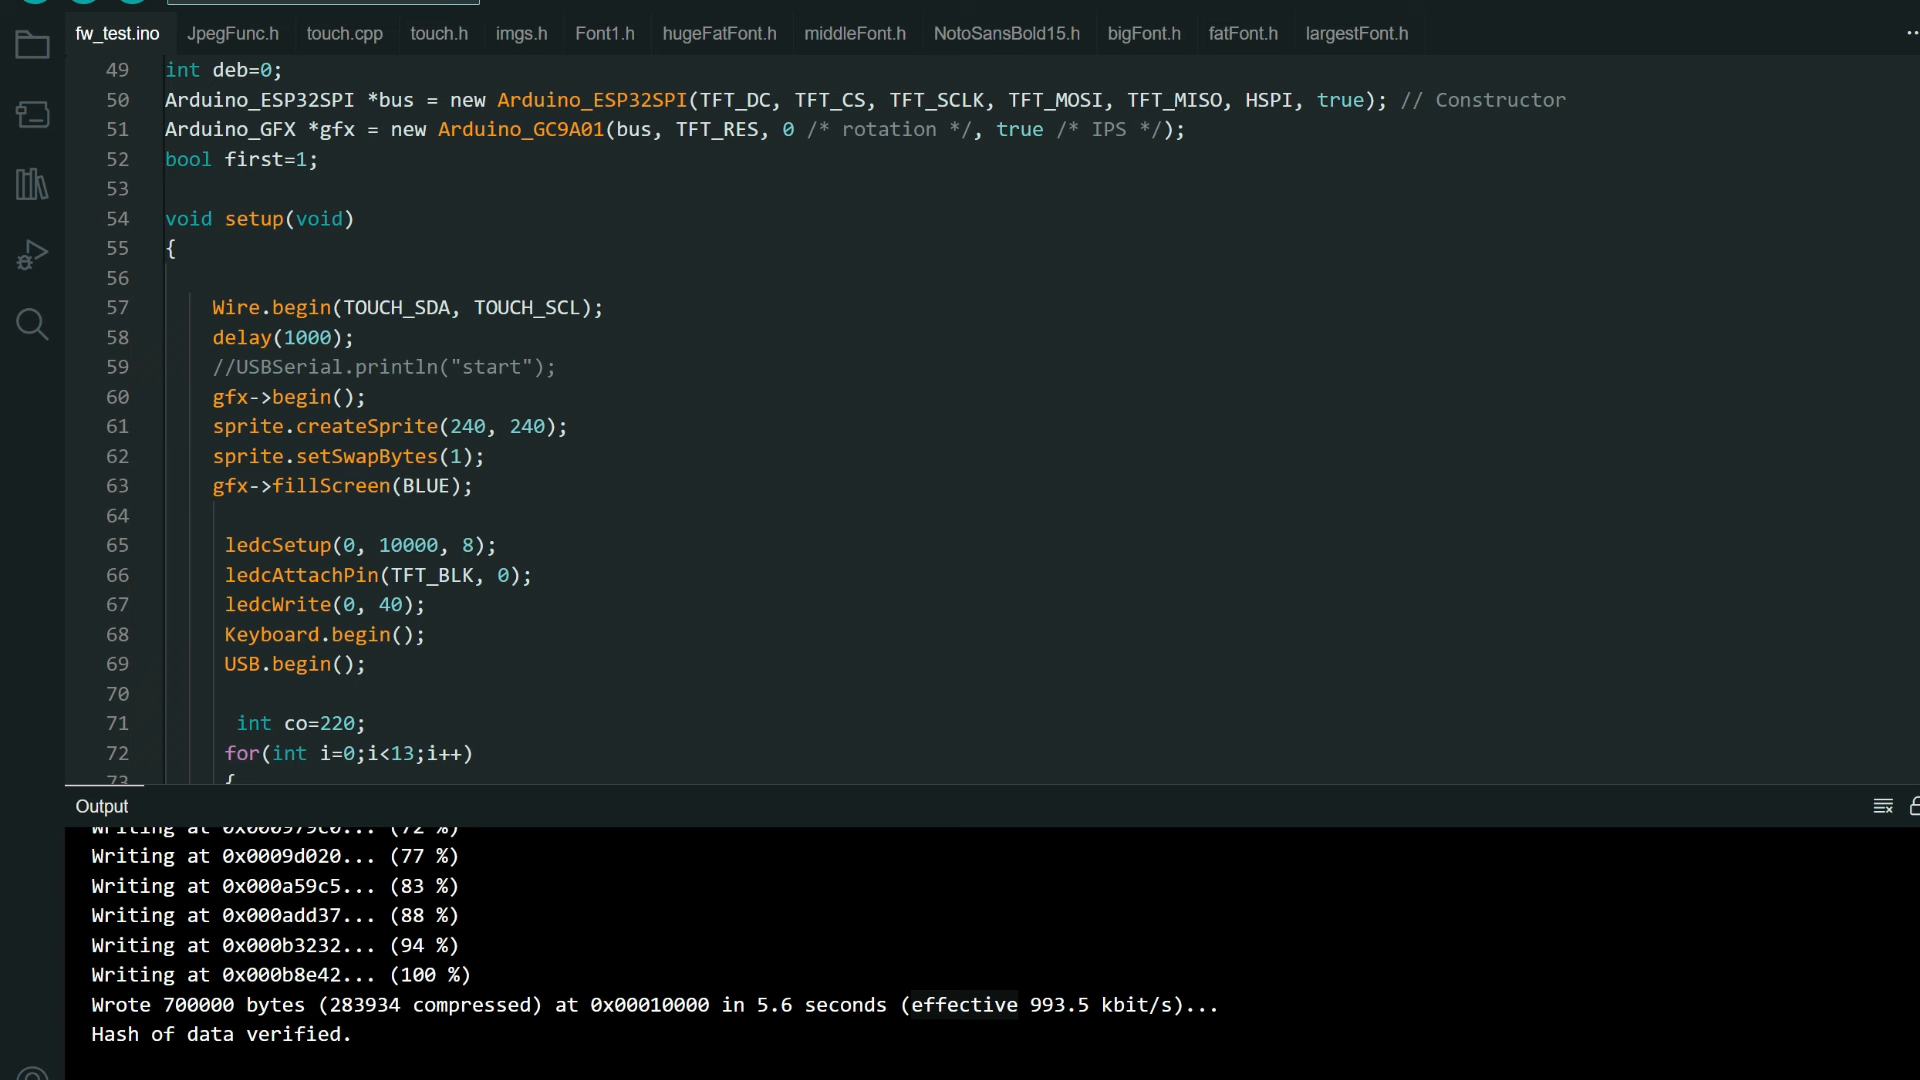 fw_test.ino JpegFunc.h touch.cpp touch.h imgs.h Font1.h hugeFatFont.h middleFont.h NotoSansBold15.h bigFont.h fatFont.h largestFont.h
49 int deb=0;
50 Arduino_ESP32SPI *bus = new Arduino_ESP32SPI(TFT_DC, TFT_CS, TFT_SCLK, TFT_MOSI, TFT_MISO, HSPI, true); // Constructor
51 Arduino_GFX *gfx = new Arduino_GC9A01(bus, TFT_RES, 0 /* rotation */, true /* IPS */);
52 bool first=1;
53
54 void setup(void)
55 {
56
57 Wire.begin(TOUCH_SDA, TOUCH_SCL);
58 delay(1000);
59 //USBSerial.println("start");
60 gfx->begin();
61 sprite.createSprite(240, 240);
62 sprite.setSwapBytes(1);
63 gfx->fillScreen(BLUE);
64
65 ledcSetup(0, 10000, 8);
66 ledcAttachPin(TFT_BLK, 0);
67 ledcWrite(0, 40);
68 Keyboard.begin();
69 USB.begin();
70
71 int co=220;
72 for(int i=0;i<13;i++)
73 {
Output
Writing at 0x000979c0... (72 %)
Writing at 0x0009d020... (77 %)
Writing at 0x000a59c5... (83 %)
Writing at 0x000add37... (88 %)
Writing at 0x000b3232... (94 %)
Writing at 0x000b8e42... (100 %)
Wrote 700000 bytes (283934 compressed) at 0x00010000 in 5.6 seconds (effective 993.5 kbit/s)...
Hash of data verified.